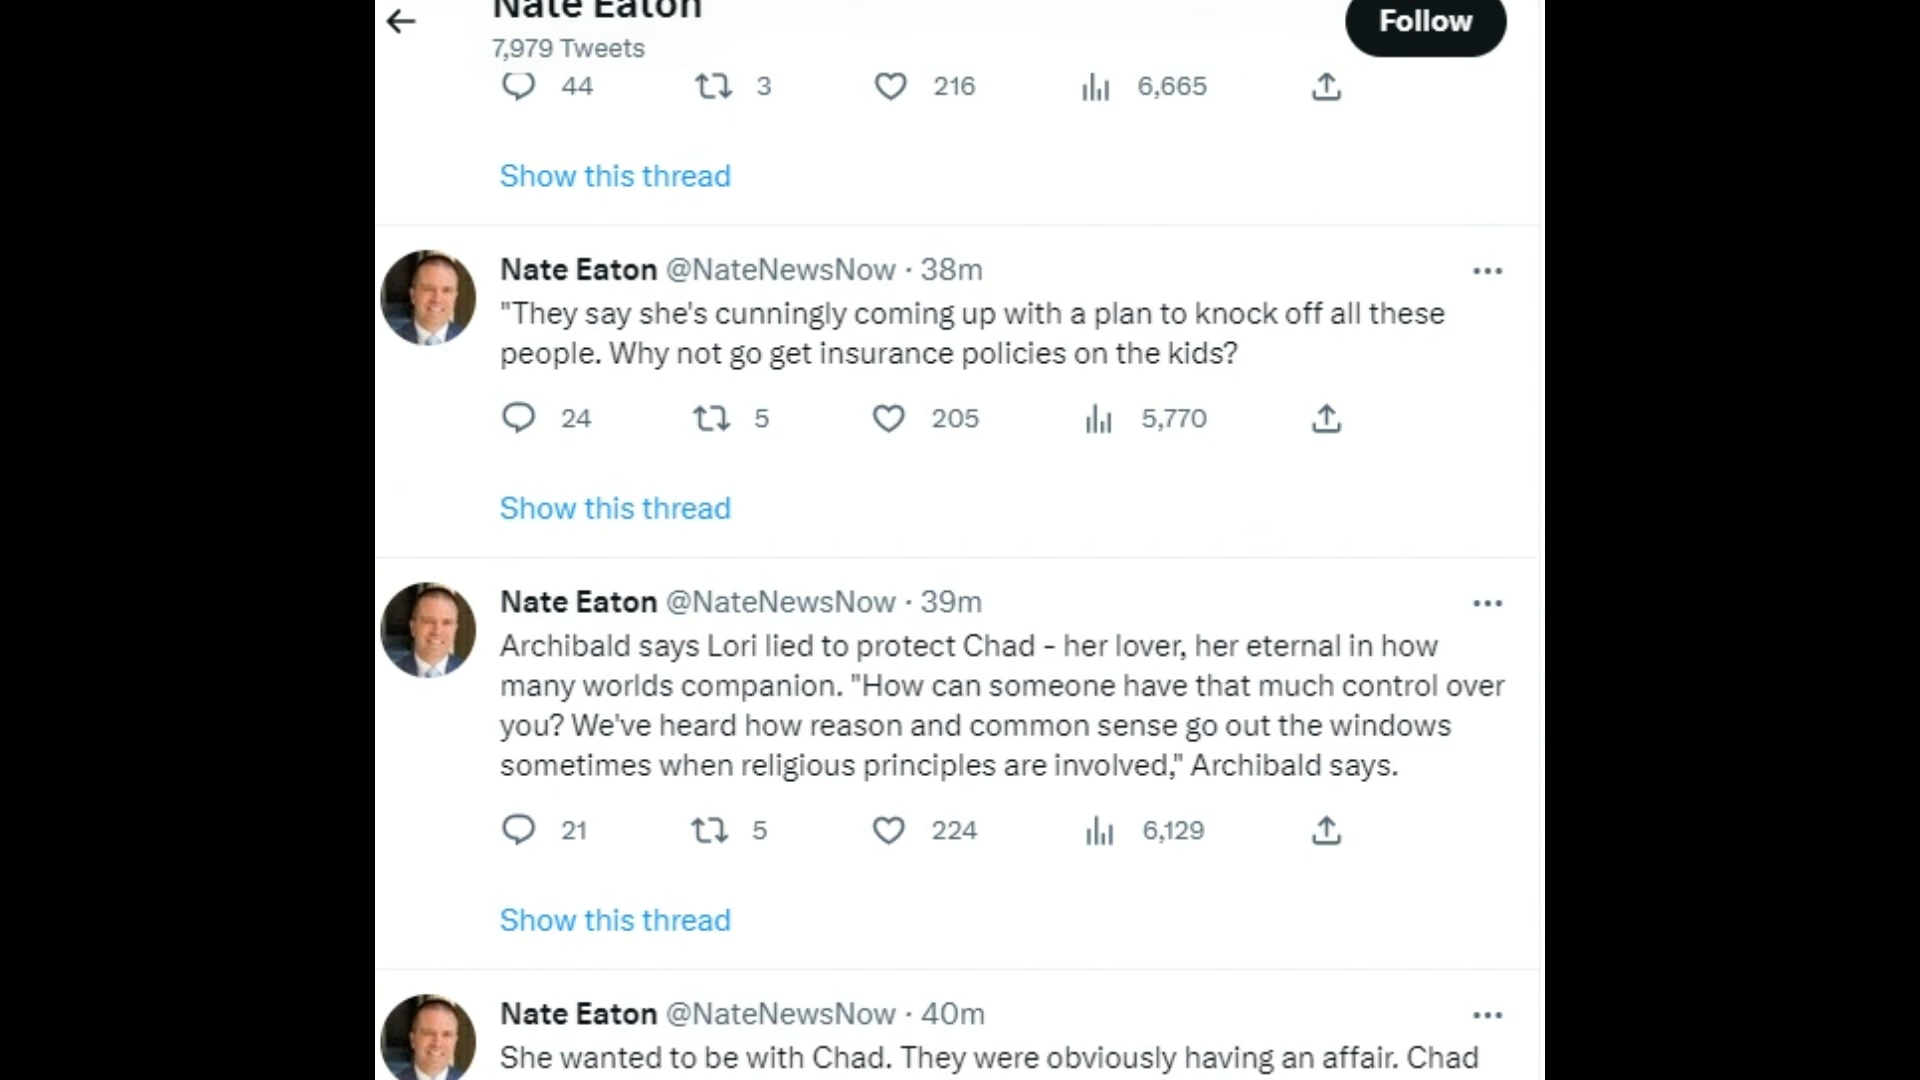 Nate Eaton
7,979 Tweets
Follow
44 3 216 6,665
Show this thread
Nate Eaton @NateNewsNow · 38m
"They say she's cunningly coming up with a plan to knock off all these
people. Why not go get insurance policies on the kids?
24 5 205 5,770
Show this thread
Nate Eaton @NateNewsNow · 39m
Archibald says Lori lied to protect Chad - her lover, her eternal in how
many worlds companion. "How can someone have that much control over
you? We've heard how reason and common sense go out the windows
sometimes when religious principles are involved," Archibald says.
21 5 224 6,129
Show this thread
Nate Eaton @NateNewsNow · 40m
She wanted to be with Chad. They were obviously having an affair. Chad